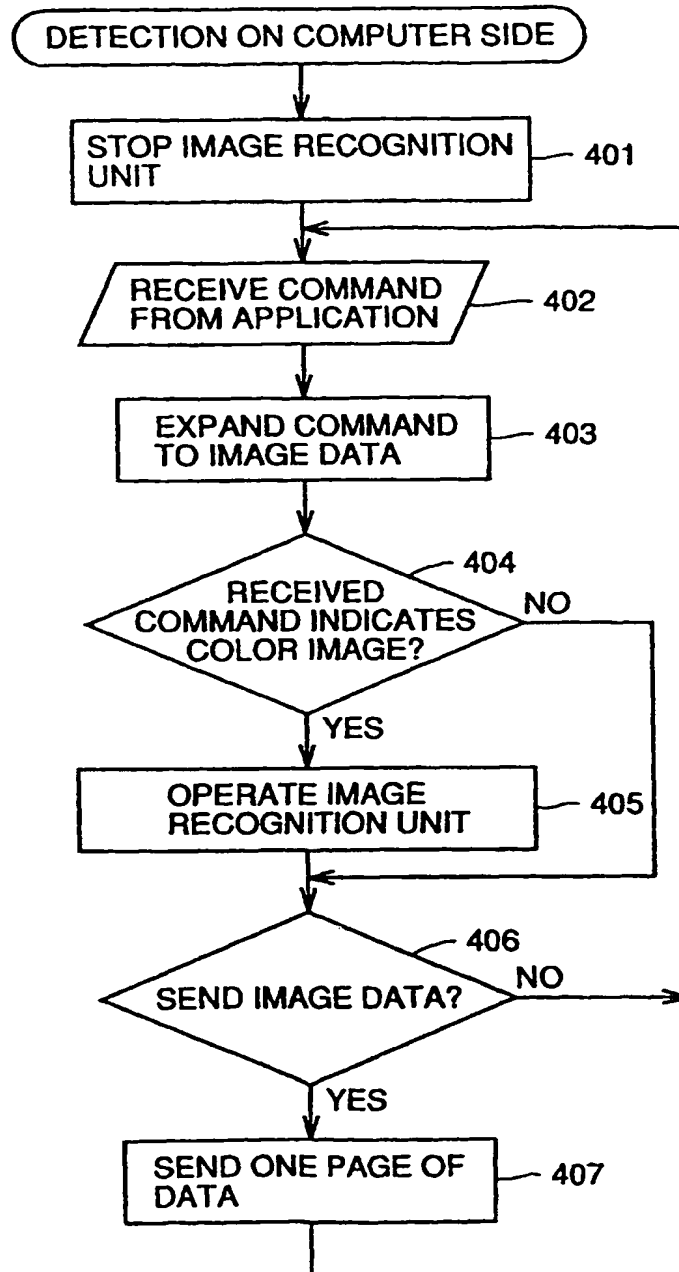 DETECTION ON COMPUTER SIDE
STOP IMAGE RECOGNITION
UNIT
401
RECEIVE COMMAND
FROM APPLICATION
402
EXPAND COMMAND
TO IMAGE DATA
403
404
RECEIVED
COMMAND INDICATES
COLOR IMAGE?
NO
YES
OPERATE IMAGE
RECOGNITION UNIT
405
406
SEND IMAGE DATA?
NO
YES
SEND ONE PAGE OF
DATA
407